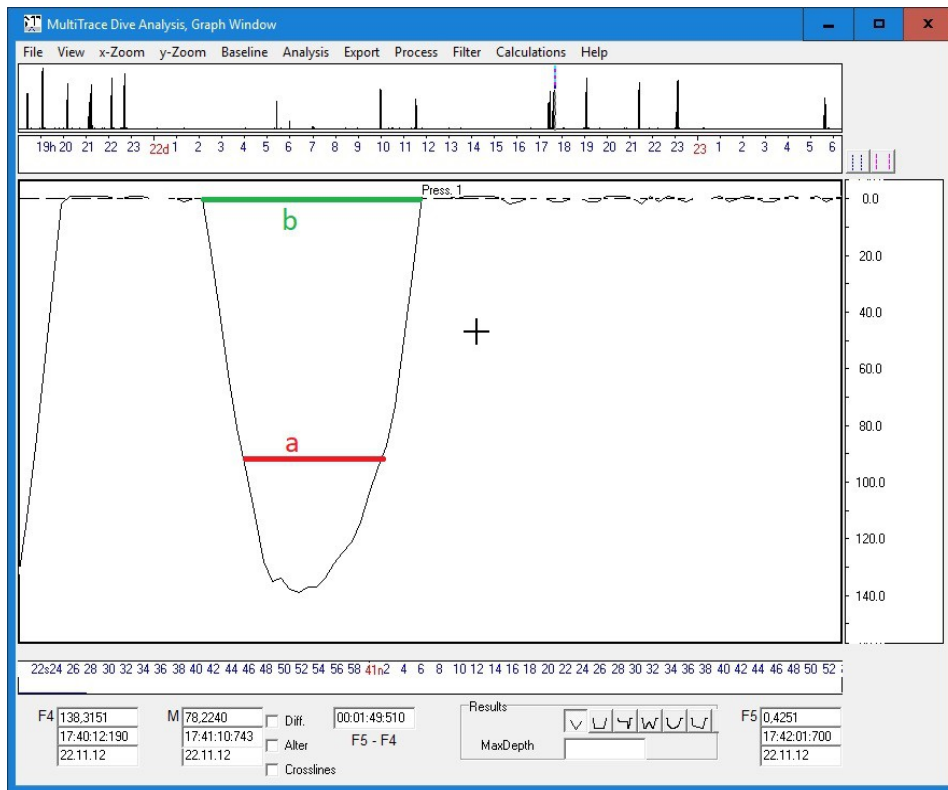 MultiTrace Dive Analysis, Graph Window
File View x-Zoom y-Zoom Baseline Analysis Export Process Filter Calculations Help
19h 20 21 22 23 22d 1 2 3 4 5 6 7 8 9 10 11 12 13 14 15 16 17 18 19 20 21 22 23 23 1 2 3 4 5 6
Press. 1
0.0
b
20.0
40.0
60.0
80.0
a
100.0
120.0
140.0
22s 24 26 28 30 32 34 36 38 40 42 44 46 48 50 52 54 56 58 41n 2 4 6 8 10 12 14 16 18 20 22 24 26 28 30 32 34 36 38 40 42 44 46 48 50 52
F4 138,3151 M 78,2240 Diff. 00:01:49:510 Results F5 0,4251
17:40:12:190 17:41:10:743 Alter F5 - F4 MaxDepth 17:42:01:700
22.11.12 22.11.12 Crosslines 22.11.12